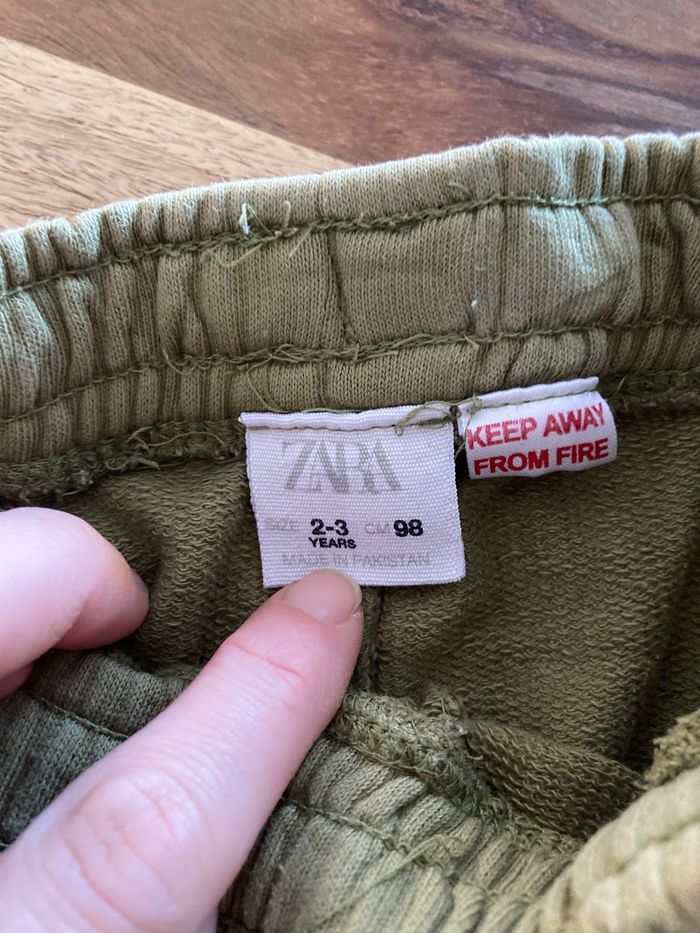 ZARA
SIZE 2-3 YEARS CM 98
MADE IN PAKISTAN
KEEP AWAY
FROM FIRE